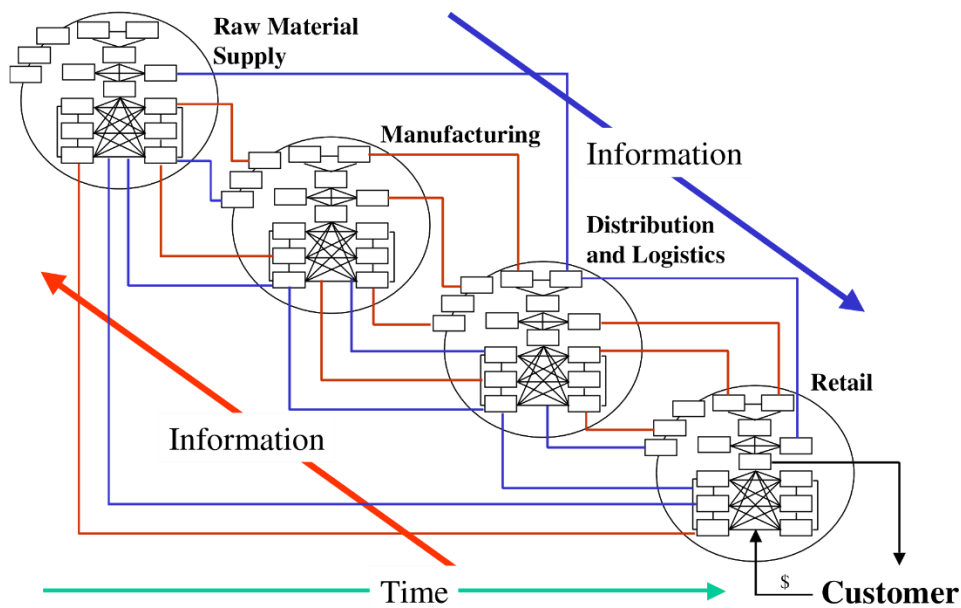 Raw Material
Supply
Manufacturing
Information
Distribution
and Logistics
Retail
Information
$
Time
Customer